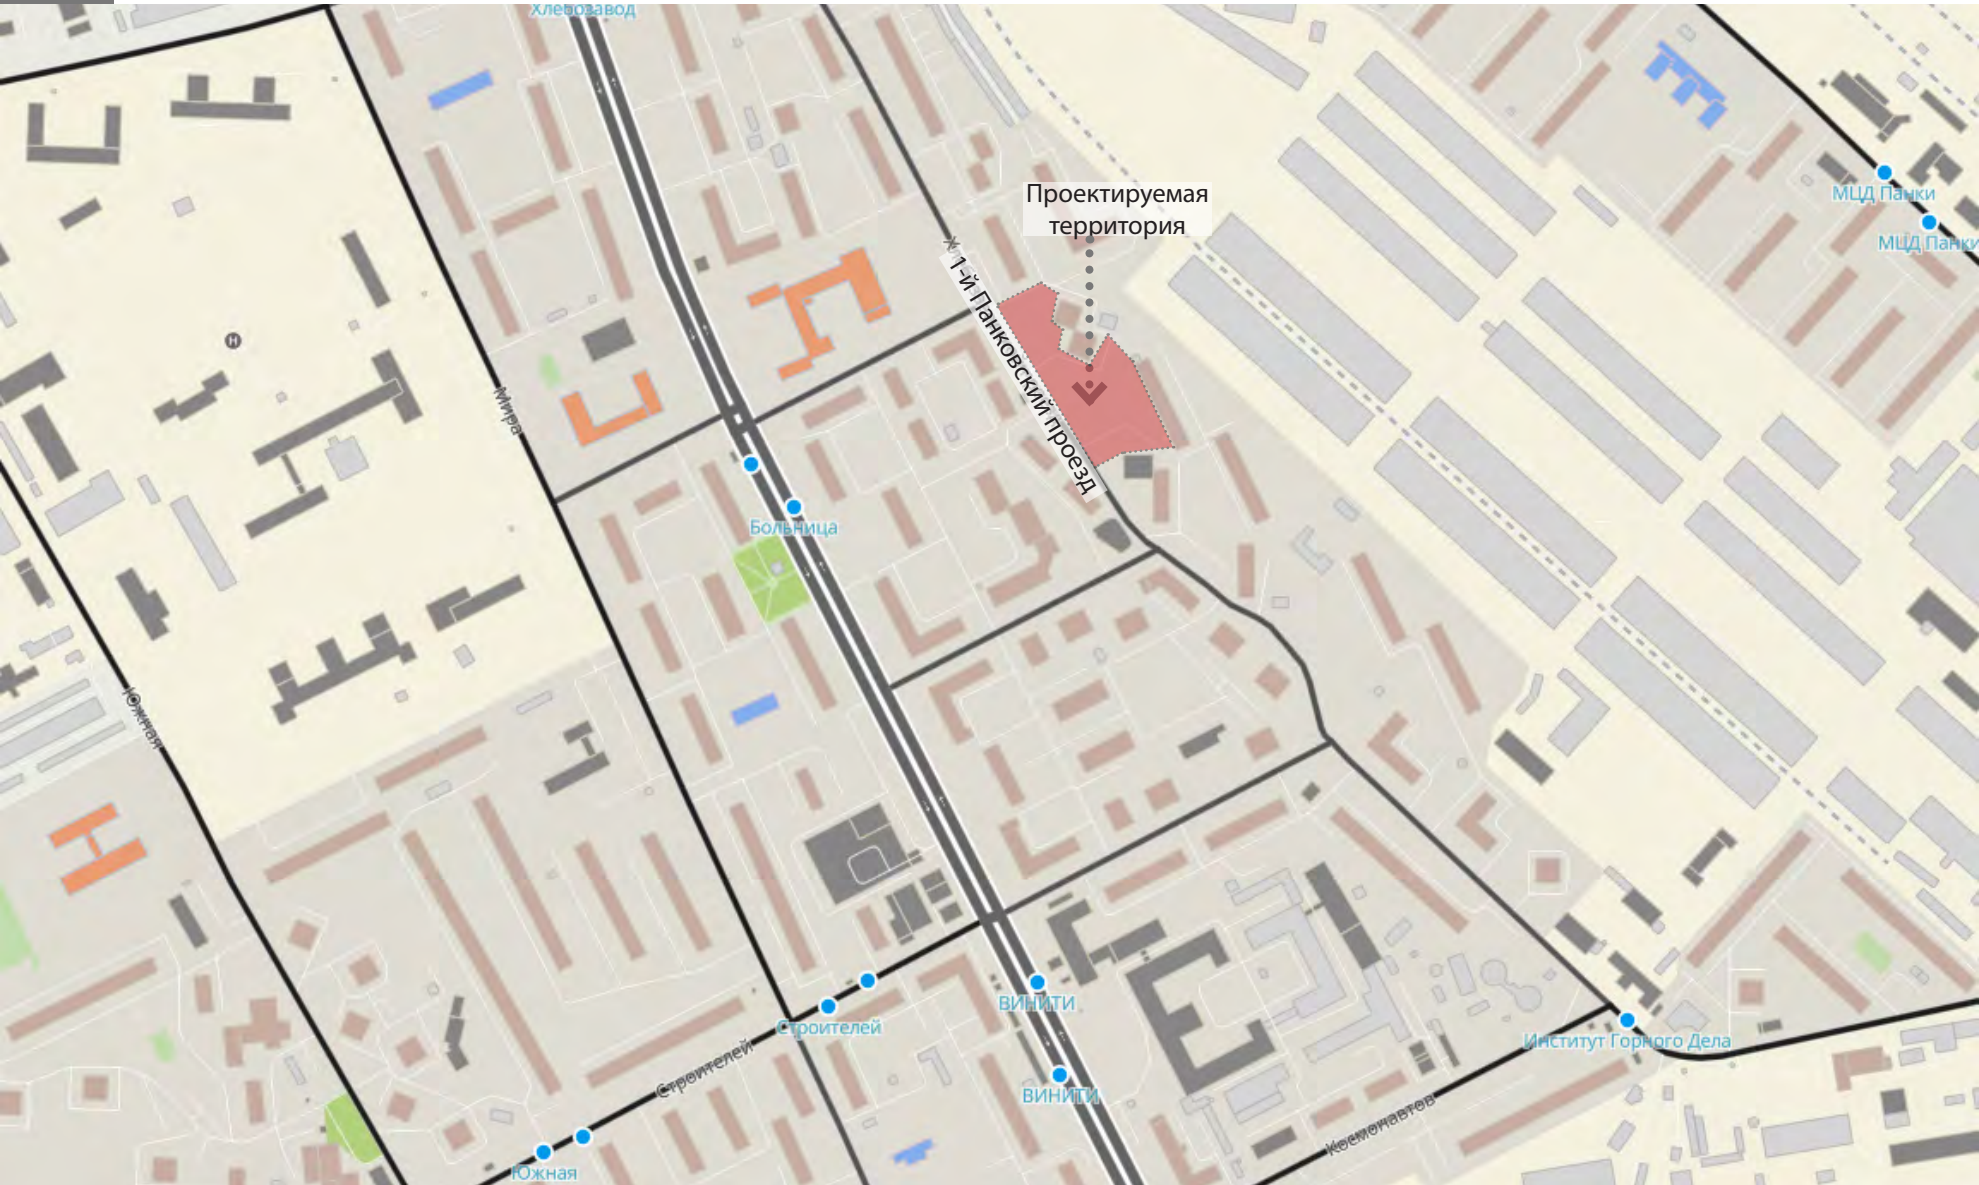 Хлебозавод
Проектируемая
территория
МЦД Панки
МЦД Панки
Ж
1-й Панковский проезд
Н
Мира
Больница
Южная
ВИНИТИ
Строителей
Строителей
Институт Горного Дела
ВИНИТИ
Космонавтов
Южная